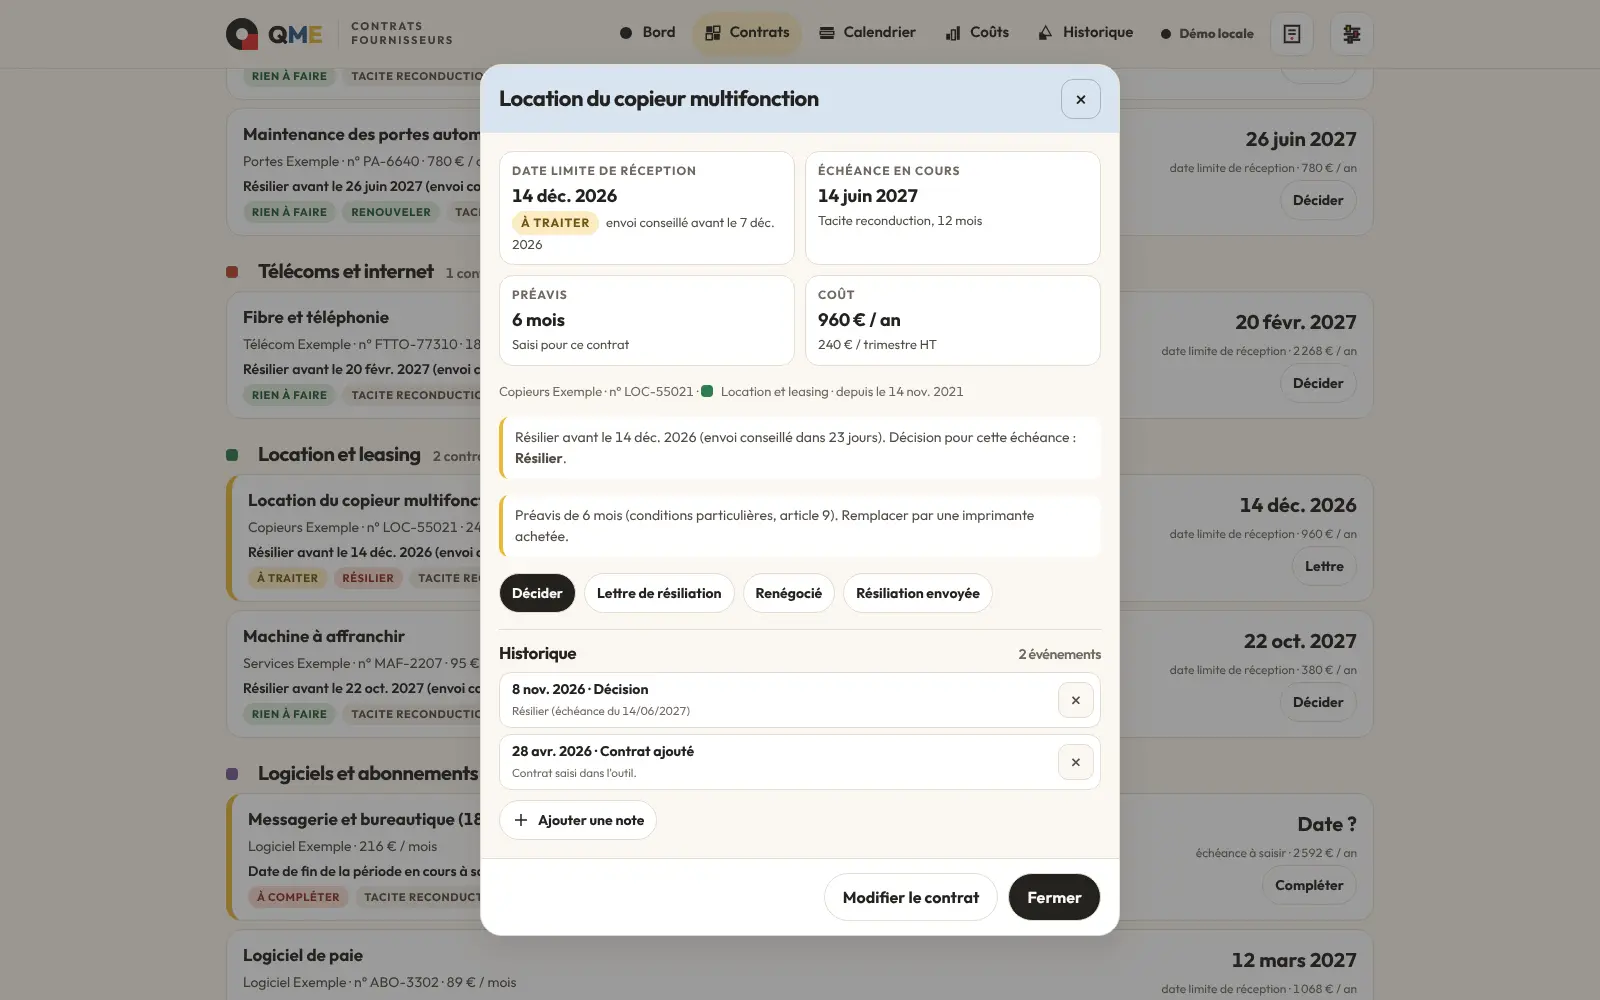 QME
CONTRATS
FOURNISSEURS
Bord
Contrats
Calendrier
Coûts
Historique
Démo locale
RIEN À FAIRE
TACITE RECONDUCTIO
Maintenance des portes autom
Portes Exemple · n° PA-6640 · 780 € /
Résilier avant le 26 juin 2027 (envoi co
RIEN À FAIRE
RENOUVELER
26 juin 2027
date limite de réception · 780 € / an
Décider
Télécoms et internet
Fibre et téléphonie
Télécom Exemple · n° FTTO-77310 · 18
Résilier avant le 20 févr. 2027 (envoi c
RIEN À FAIRE
TACITE RECONDUCTIO
20 févr. 2027
date limite de réception · 2 268 € / an
Décider
Location et leasing
Location du copieur multifonct
Copieurs Exemple · n° LOC-55021 · 24
Résilier avant le 14 déc. 2026 (envoi
À TRAITER
RÉSILIER
TACITE RE
14 déc. 2026
date limite de réception · 960 € / an
Lettre
Machine à affranchir
Services Exemple · n° MAF-2207 · 95 €
Résilier avant le 22 oct. 2027 (envoi co
RIEN À FAIRE
TACITE RECONDUCTIO
22 oct. 2027
date limite de réception · 380 € / an
Décider
Logiciels et abonnements
Messagerie et bureautique (18
Logiciel Exemple · 216 € / mois
Date de fin de la période en cours à sa
À COMPLÉTER
TACITE RECONDUCT
Date ?
échéance à saisir · 2 592 € / an
Compléter
Logiciel de paie
Logiciel Exemple · n° ABO-3302 · 89 € / mois
12 mars 2027
date limite de réception · 1 068 € / an
Location du copieur multifonction
DATE LIMITE DE RÉCEPTION
14 déc. 2026
À TRAITER envoi conseillé avant le 7 déc.
2026
ÉCHÉANCE EN COURS
14 juin 2027
Tacite reconduction, 12 mois
PRÉAVIS
6 mois
Saisi pour ce contrat
COÛT
960 € / an
240 € / trimestre HT
Copieurs Exemple · n° LOC-55021 · Location et leasing · depuis le 14 nov. 2021
Résilier avant le 14 déc. 2026 (envoi conseillé dans 23 jours). Décision pour cette échéance :
Résilier.
Préavis de 6 mois (conditions particulières, article 9). Remplacer par une imprimante
achetée.
Décider
Lettre de résiliation
Renégocié
Résiliation envoyée
Historique
2 événements
8 nov. 2026 · Décision
Résilier (échéance du 14/06/2027)
28 avr. 2026 · Contrat ajouté
Contrat saisi dans l'outil.
Ajouter une note
Modifier le contrat
Fermer